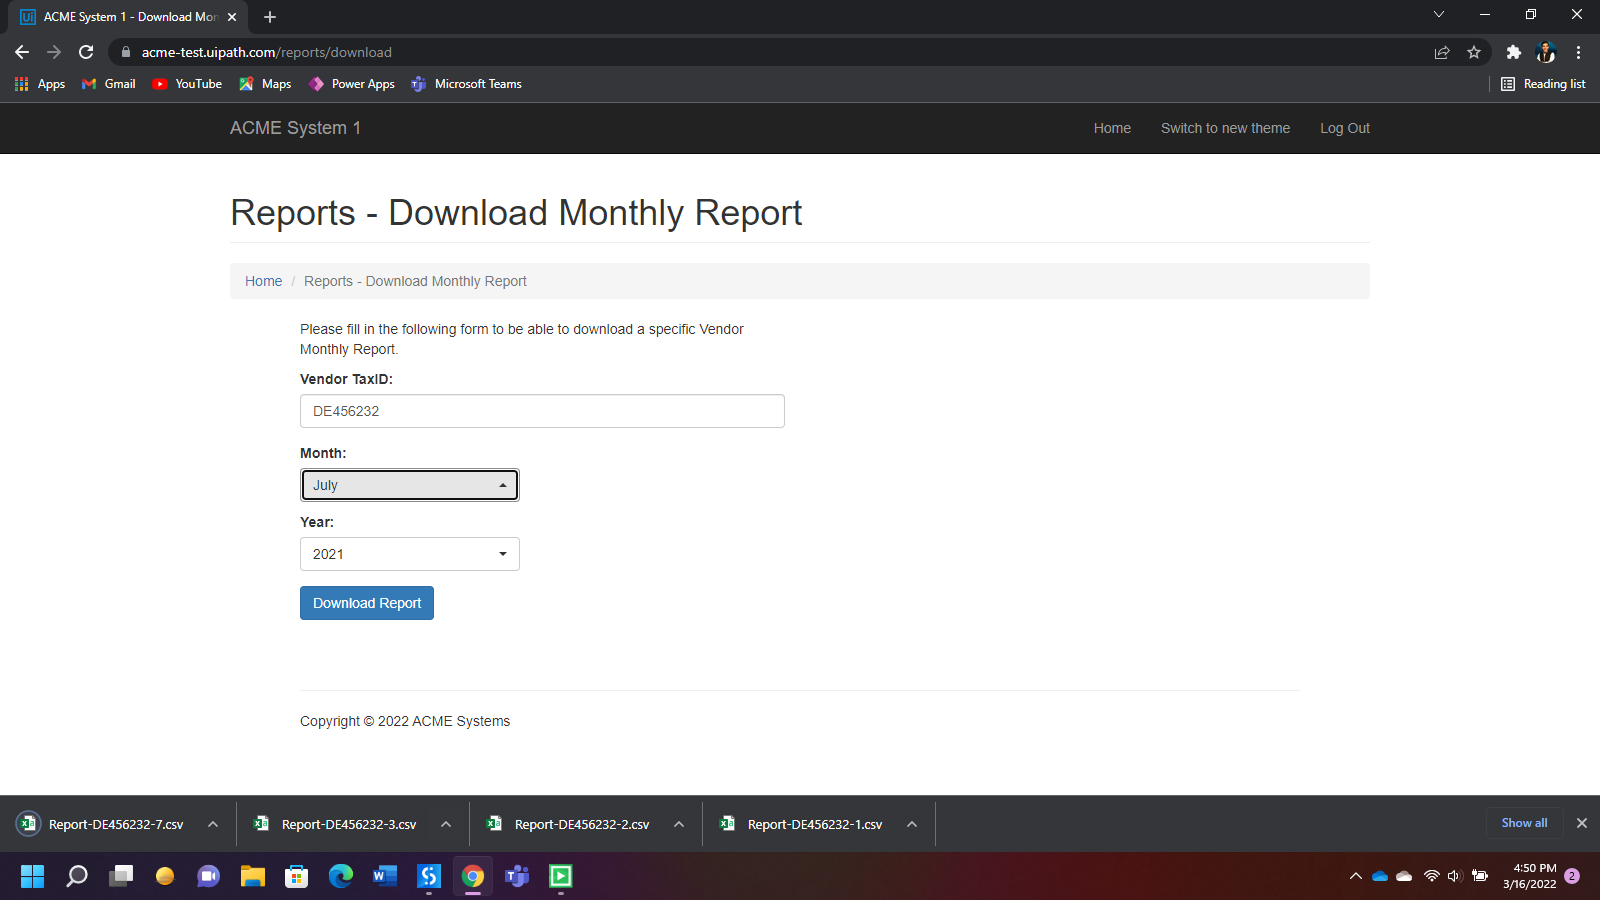 ACME System 1 - Download Mon
acme-test.uipath.com/reports/download
Apps Gmail YouTube Maps Power Apps Microsoft Teams Reading list
ACME System 1 Home Switch to new theme Log Out
Reports - Download Monthly Report
Home / Reports - Download Monthly Report
Please fill in the following form to be able to download a specific Vendor
Monthly Report.
Vendor TaxID:
DE456232
Month:
July
Year:
2021
Download Report
Copyright © 2022 ACME Systems
Report-DE456232-7.csv Report-DE456232-3.csv Report-DE456232-2.csv Report-DE456232-1.csv Show all
4:50 PM
3/16/2022 2